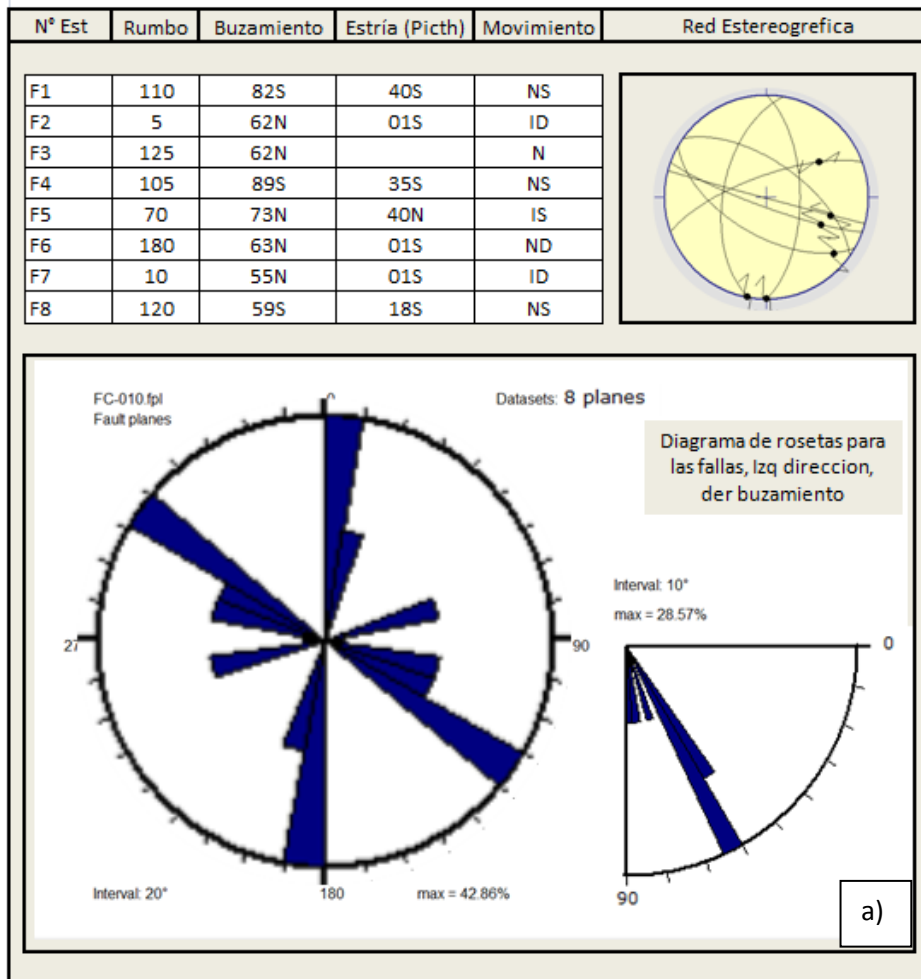 N° Est Rumbo Buzamiento Estría (Picth) Movimiento Red Estereografica
F1 110 82S 40S NS
F2 5 62N 01S ID
F3 125 62N N
F4 105 89S 35S NS
F5 70 73N 40N IS
F6 180 63N 01S ND
F7 10 55N 01S ID
F8 120 59S 18S NS
FC-010.fpl
Fault planes
0
Datasets: 8 planes
Diagrama de rosetas para
las fallas, Izq direccion,
der buzamiento
Interval: 10°
max = 28.57%
27
90
0
Interval: 20°
180
max = 42.86%
90
a)